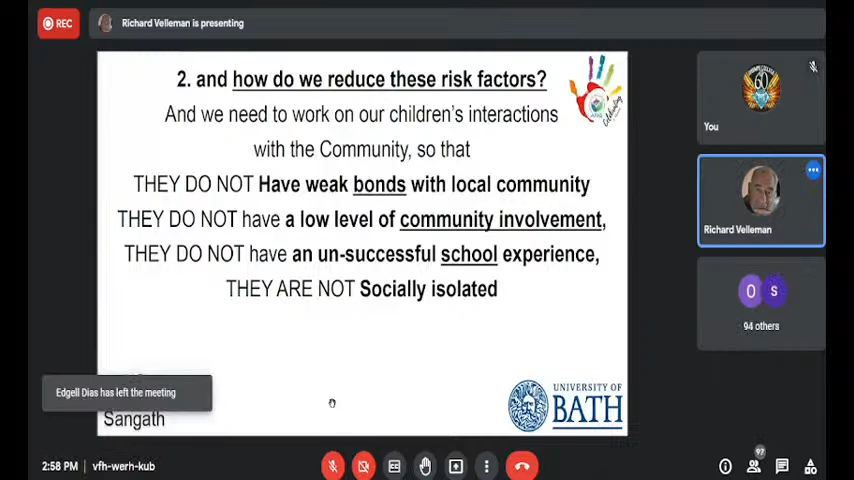 REC
Richard Velleman is presenting
2. and how do we reduce these risk factors?
And we need to work on our children's interactions
with the Community, so that
THEY DO NOT Have weak bonds with local community
THEY DO NOT have a low level of community involvement,
THEY DO NOT have an un-successful school experience,
THEY ARE NOT Socially isolated
Edgell Dias has left the meeting
Sangath
UNIVERSITY OF
BATH
60
You
Richard Velleman
O S
94 others
2:58 PM | vfh-werh-kub
97